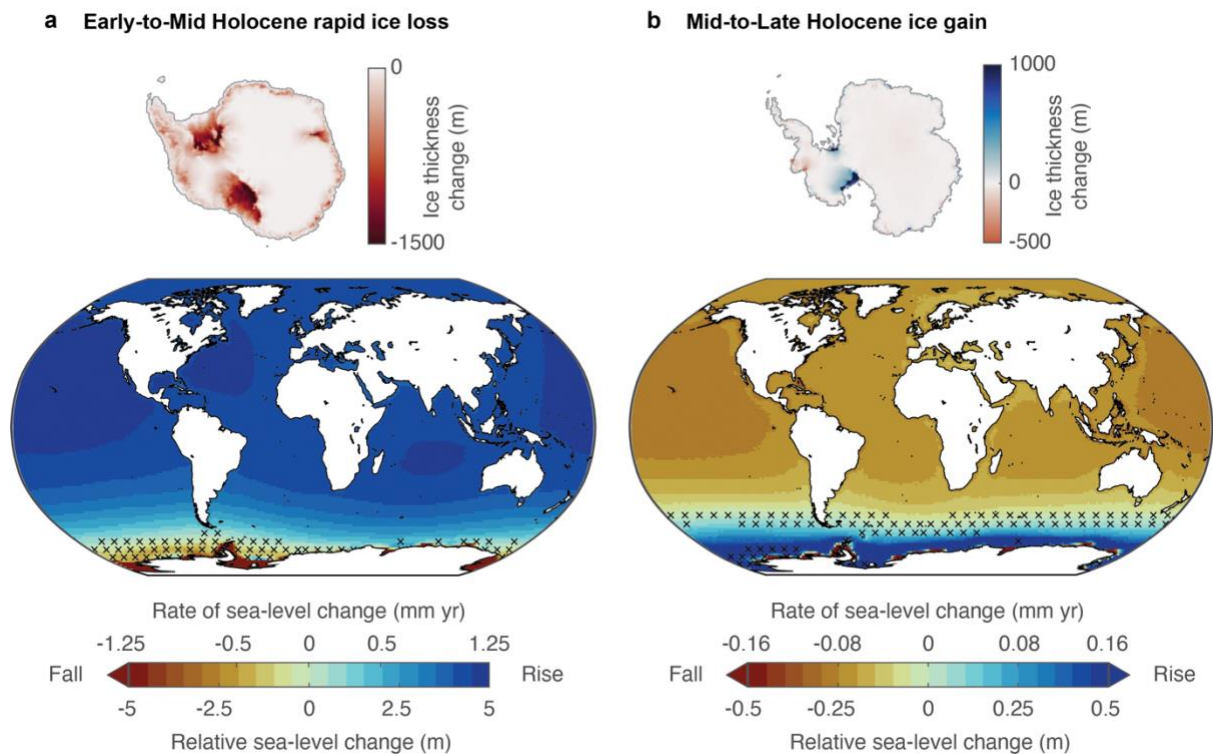 a Early-to-Mid Holocene rapid ice loss
0
Ice thickness
change (m)
-1500
Rate of sea-level change (mm yr)
-1.25 -0.5 0 0.5 1.25
Fall Rise
-5 -2.5 0 2.5 5
Relative sea-level change (m)
b Mid-to-Late Holocene ice gain
1000
Ice thickness
change (m)
0
-500
Rate of sea-level change (mm yr)
-0.16 -0.08 0 0.08 0.16
Fall Rise
-0.5 -0.25 0 0.25 0.5
Relative sea-level change (m)